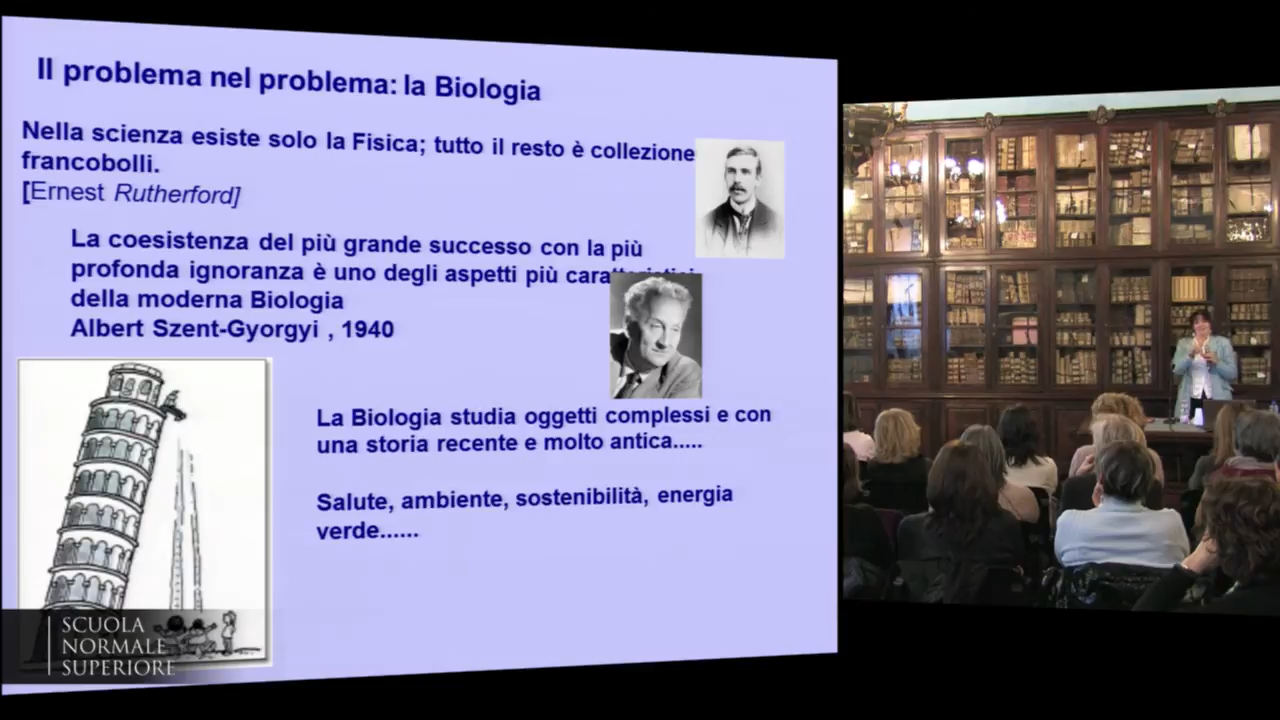 Il problema nel problema: la Biologia
Nella scienza esiste solo la Fisica; tutto il resto è collezione
francobolli.
[Ernest Rutherford]
La coesistenza del più grande successo con la più
profonda ignoranza è uno degli aspetti più caratteristici
della moderna Biologia
Albert Szent-Gyorgyi , 1940
La Biologia studia oggetti complessi e con
una storia recente e molto antica.....
Salute, ambiente, sostenibilità, energia
verde......
SCUOLA
NORMALE
SUPERIORE